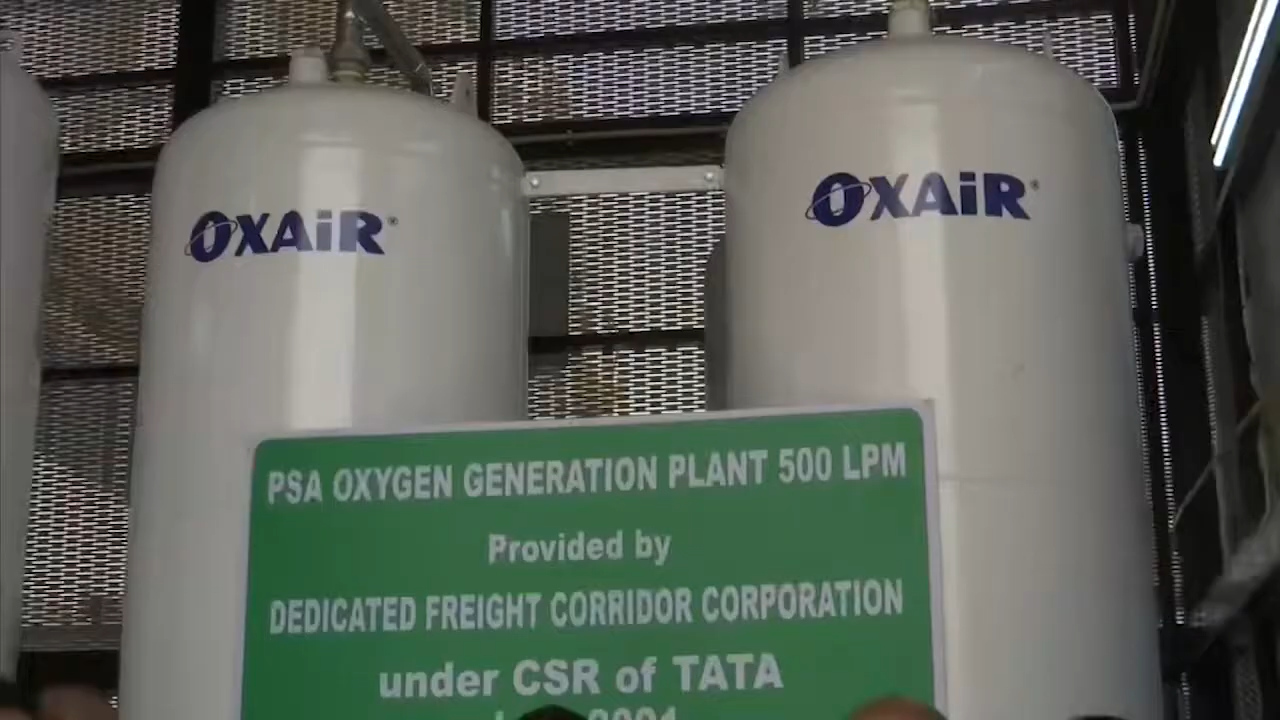 OXAiR
OXAiR
PSA OXYGEN GENERATION PLANT 500 LPM
Provided by
DEDICATED FREIGHT CORRIDOR CORPORATION
under CSR of TATA